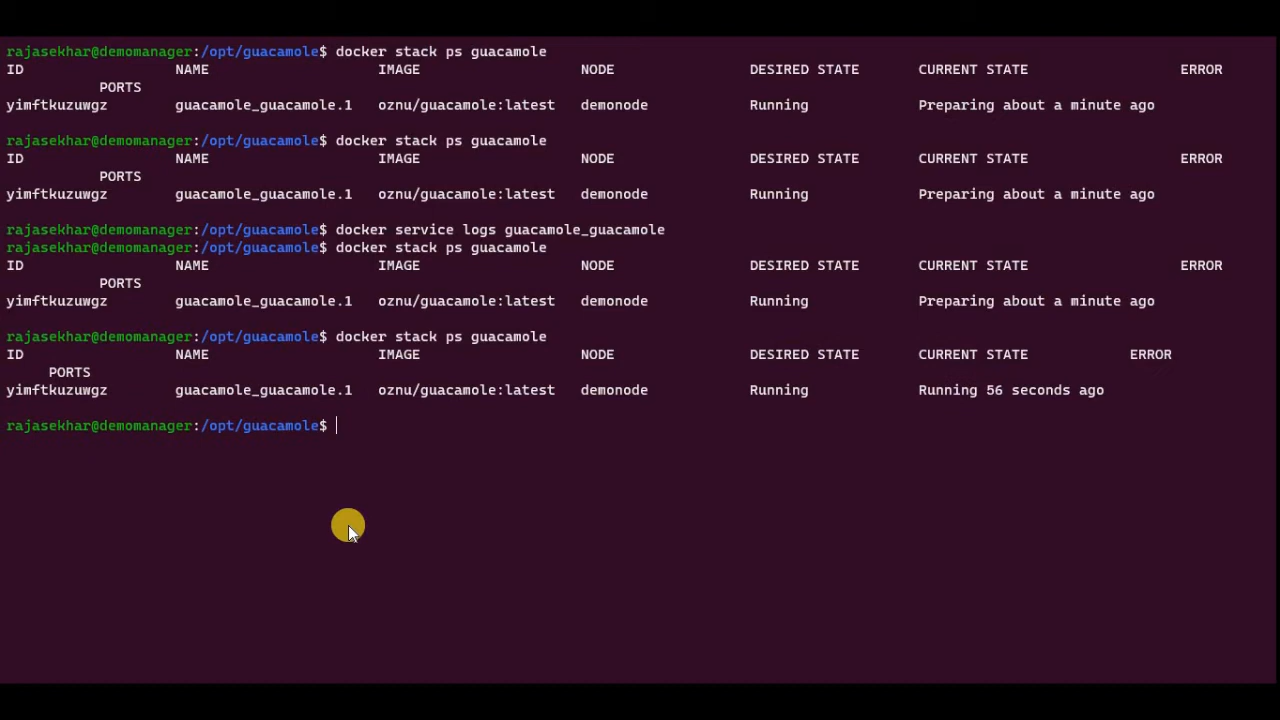 rajasekhar@demomanager:/opt/guacamole$ docker stack ps guacamole
ID                  NAME                    IMAGE                   NODE                DESIRED STATE       CURRENT STATE                  ERROR
           PORTS
yimftkuzuwgz        guacamole_guacamole.1   oznu/guacamole:latest   demonode            Running             Preparing about a minute ago
rajasekhar@demomanager:/opt/guacamole$ docker stack ps guacamole
ID                  NAME                    IMAGE                   NODE                DESIRED STATE       CURRENT STATE                  ERROR
           PORTS
yimftkuzuwgz        guacamole_guacamole.1   oznu/guacamole:latest   demonode            Running             Preparing about a minute ago
rajasekhar@demomanager:/opt/guacamole$ docker service logs guacamole_guacamole
rajasekhar@demomanager:/opt/guacamole$ docker stack ps guacamole
ID                  NAME                    IMAGE                   NODE                DESIRED STATE       CURRENT STATE                  ERROR
           PORTS
yimftkuzuwgz        guacamole_guacamole.1   oznu/guacamole:latest   demonode            Running             Preparing about a minute ago
rajasekhar@demomanager:/opt/guacamole$ docker stack ps guacamole
ID                  NAME                    IMAGE                   NODE                DESIRED STATE       CURRENT STATE            ERROR
     PORTS
yimftkuzuwgz        guacamole_guacamole.1   oznu/guacamole:latest   demonode            Running             Running 56 seconds ago
rajasekhar@demomanager:/opt/guacamole$